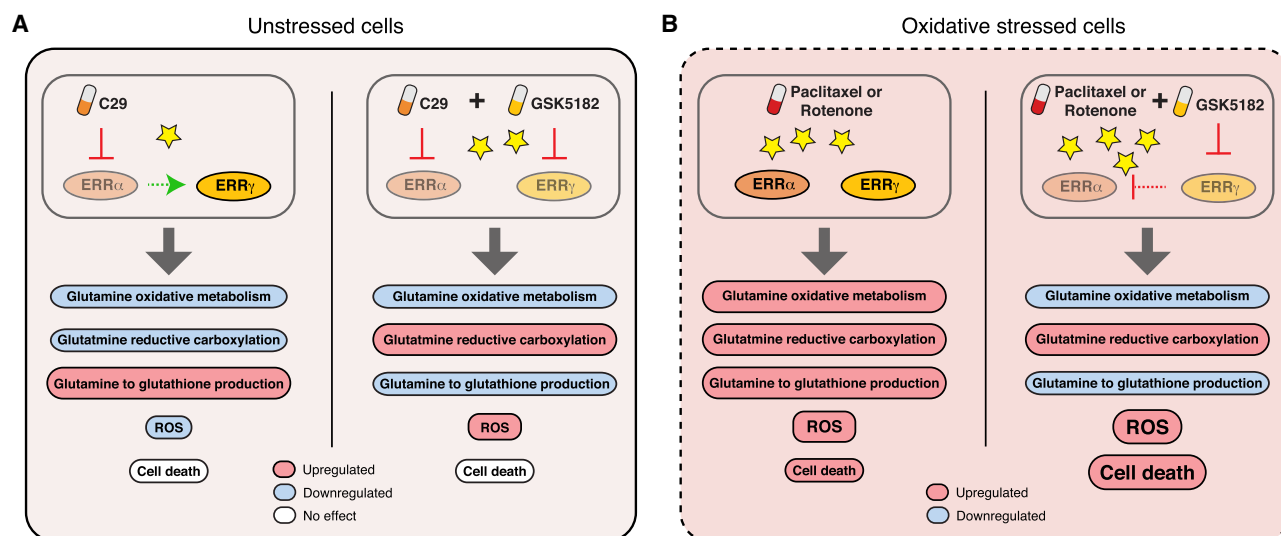 A
Unstressed cells
C29
ERRα
ERRγ
Glutamine oxidative metabolism
Glutatmine reductive carboxylation
Glutamine to glutathione production
ROS
Cell death
C29
+
GSK5182
ERRα
ERRγ
Glutamine oxidative metabolism
Glutatmine reductive carboxylation
Glutamine to glutathione production
ROS
Cell death
Upregulated
Downregulated
No effect
B
Oxidative stressed cells
Paclitaxel or
Rotenone
ERRα
ERRγ
Glutamine oxidative metabolism
Glutatmine reductive carboxylation
Glutamine to glutathione production
ROS
Cell death
Paclitaxel or
Rotenone
+
GSK5182
ERRα
ERRγ
Glutamine oxidative metabolism
Glutatmine reductive carboxylation
Glutamine to glutathione production
ROS
Cell death
Upregulated
Downregulated